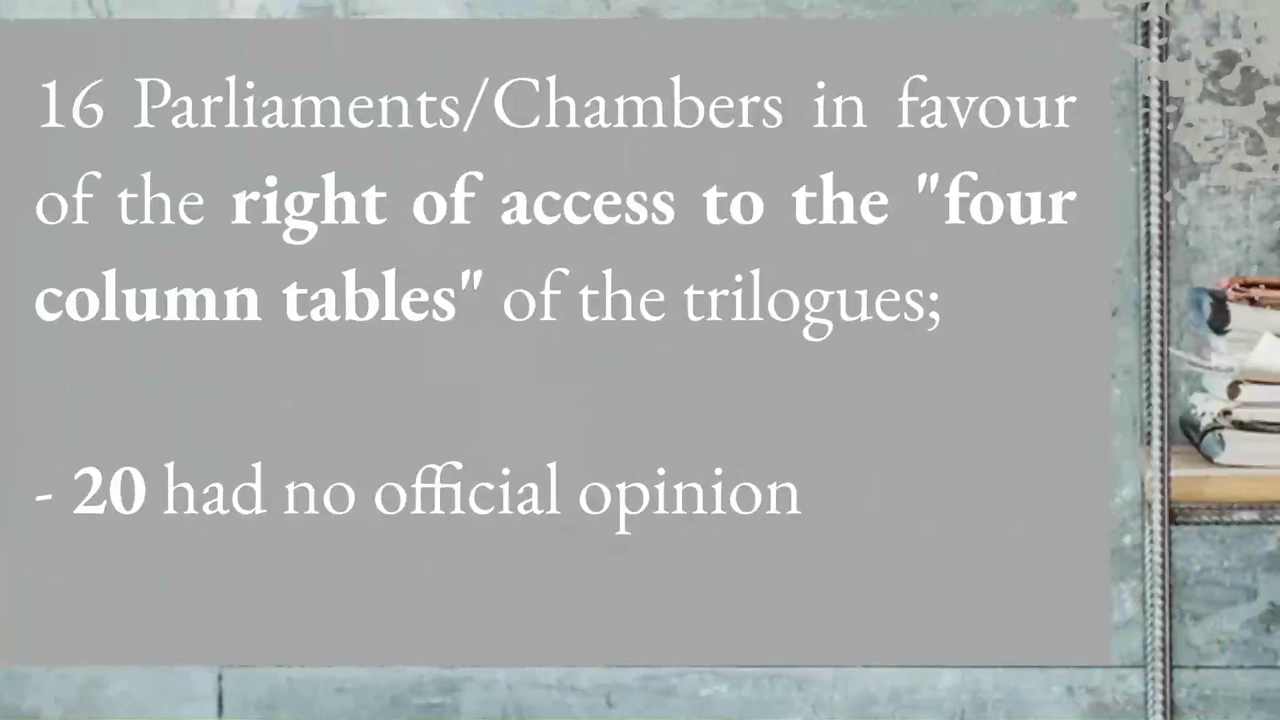 16 Parliaments/Chambers in favour
of the right of access to the "four
column tables" of the trilogues;
- 20 had no official opinion